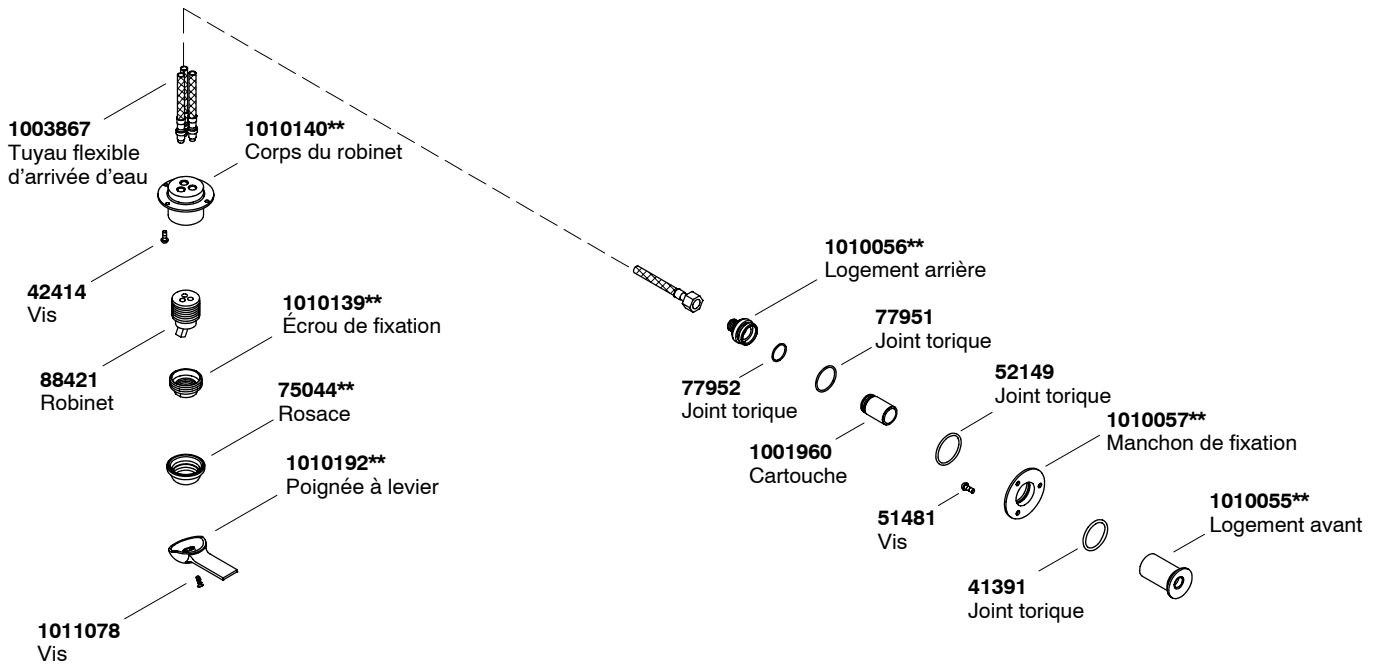 1003867
Tuyau flexible
d’arrivée d’eau
1010140**
Corps du robinet
42414
Vis
1010139**
Écrou de fixation
88421
Robinet
75044**
Rosace
1010192**
Poignée à levier
1011078
Vis
1010056**
Logement arrière
77951
Joint torique
77952
Joint torique
52149
Joint torique
1001960
Cartouche
1010057**
Manchon de fixation
51481
Vis
1010055**
Logement avant
41391
Joint torique